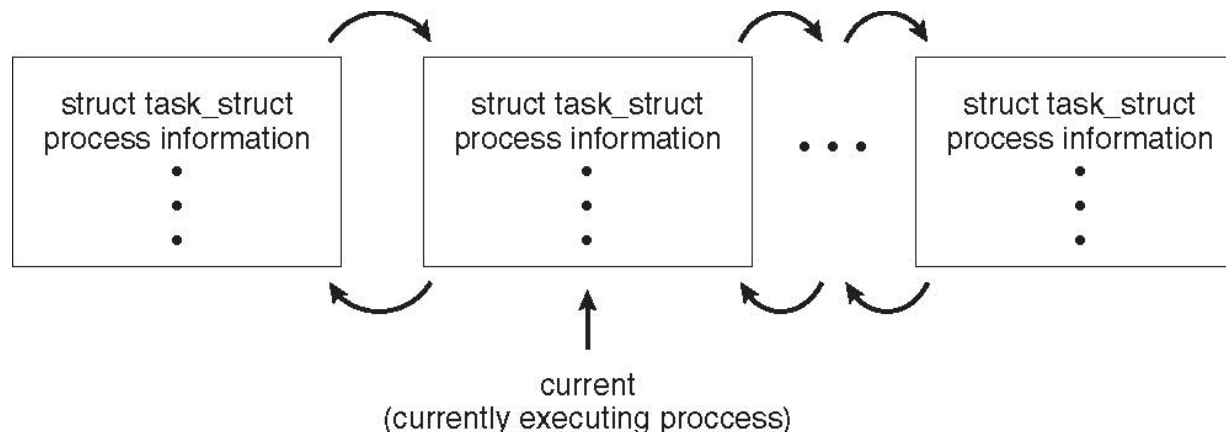 struct task_struct
process information
struct task_struct
process information
struct task_struct
process information
current
(currently executing proccess)